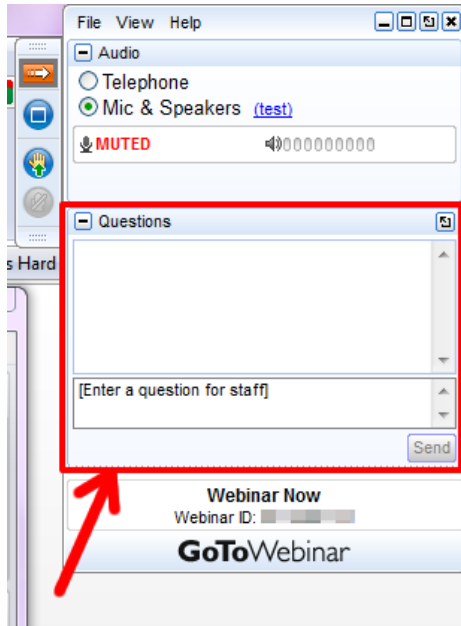 File View Help
Audio
Telephone
Mic & Speakers (test)
MUTED 000000000
Questions
s Hard
[Enter a question for staff]
Send
Webinar Now
Webinar ID:
GoToWebinar